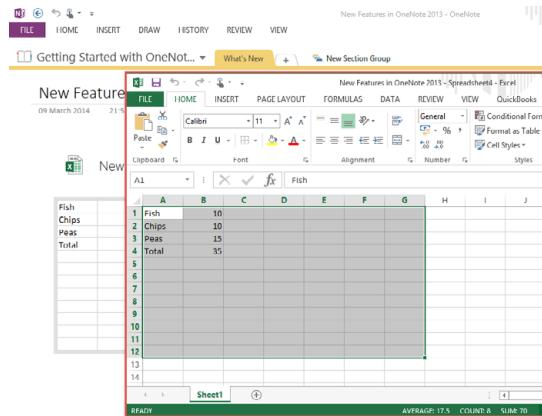 New Features in OneNote 2013 - OneNote
FILE HOME INSERT DRAW HISTORY REVIEW VIEW
Getting Started with OneNot... What's New + New Section Group
New Feature
09 March 2014 21:5
New
Fish
Chips
Peas
Total
New Features in OneNote 2013 - Spreadsheet4 - Excel
FILE HOME INSERT PAGE LAYOUT FORMULAS DATA REVIEW VIEW QuickBooks
Calibri 11 A A General Conditional Form
Paste B I U A % Format as Table
Cell Styles
Clipboard Font Alignment Number Styles
A1 fx Fish
A B C D E F G H I J
1 Fish 10
2 Chips 10
3 Peas 15
4 Total 35
5
6
7
8
9
10
11
12
13
14
Sheet1
READY AVERAGE: 17.5 COUNT: 8 SUM: 70